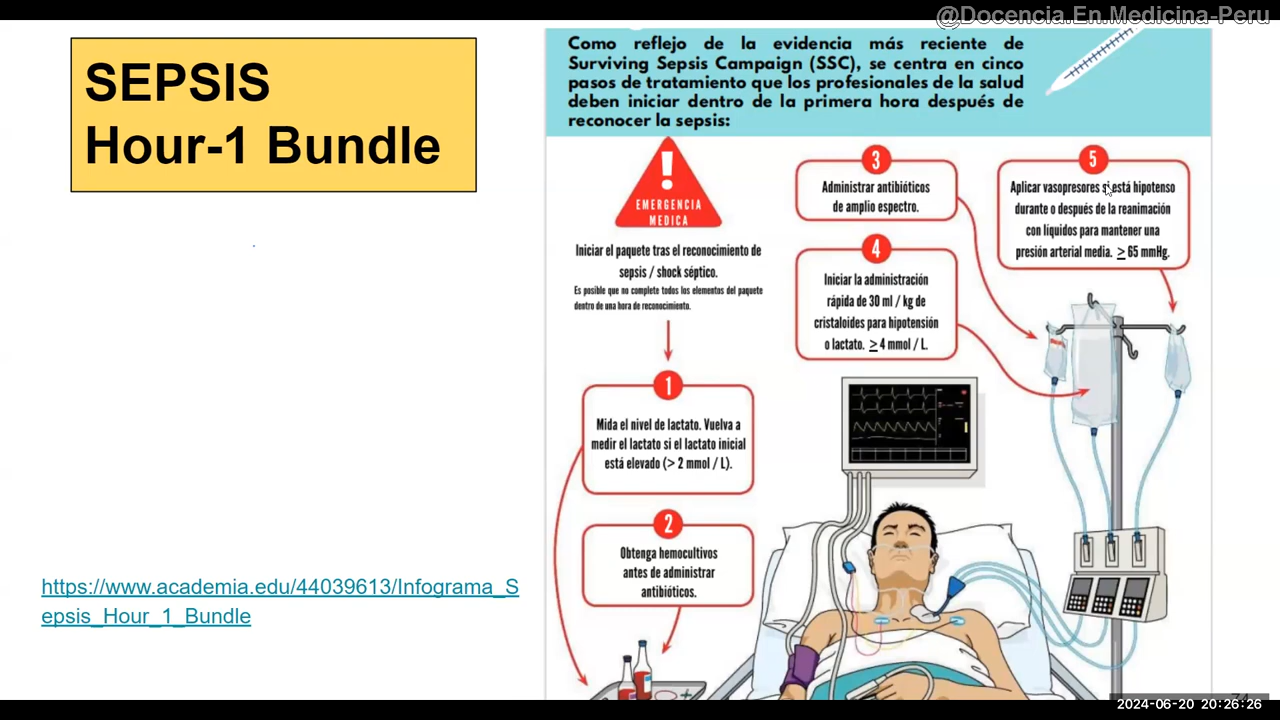 @Docencia.En.Medicina-Peru
SEPSIS
Hour-1 Bundle
Como reflejo de la evidencia más reciente de
Surviving Sepsis Campaign (SSC), se centra en cinco
pasos de tratamiento que los profesionales de la salud
deben iniciar dentro de la primera hora después de
reconocer la sepsis:
!
EMERGENCIA
MEDICA
Iniciar el paquete tras el reconocimiento de
sepsis / shock séptico.
Es posible que no complete todos los elementos del paquete
dentro de una hora de reconocimiento.
1
Mida el nivel de lactato. Vuelva a
medir el lactato si el lactato inicial
está elevado (> 2 mmol / L).
2
Obtenga hemocultivos
antes de administrar
antibióticos.
3
Administrar antibióticos
de amplio espectro.
4
Iniciar la administración
rápida de 30 ml / kg de
cristaloides para hipotensión
o lactato. ≥ 4 mmol / L.
5
Aplicar vasopresores si está hipotenso
durante o después de la reanimación
con líquidos para mantener una
presión arterial media. ≥ 65 mmHg.
https://www.academia.edu/44039613/Infograma_S
epsis_Hour_1_Bundle
2024-06-20 20:26:26